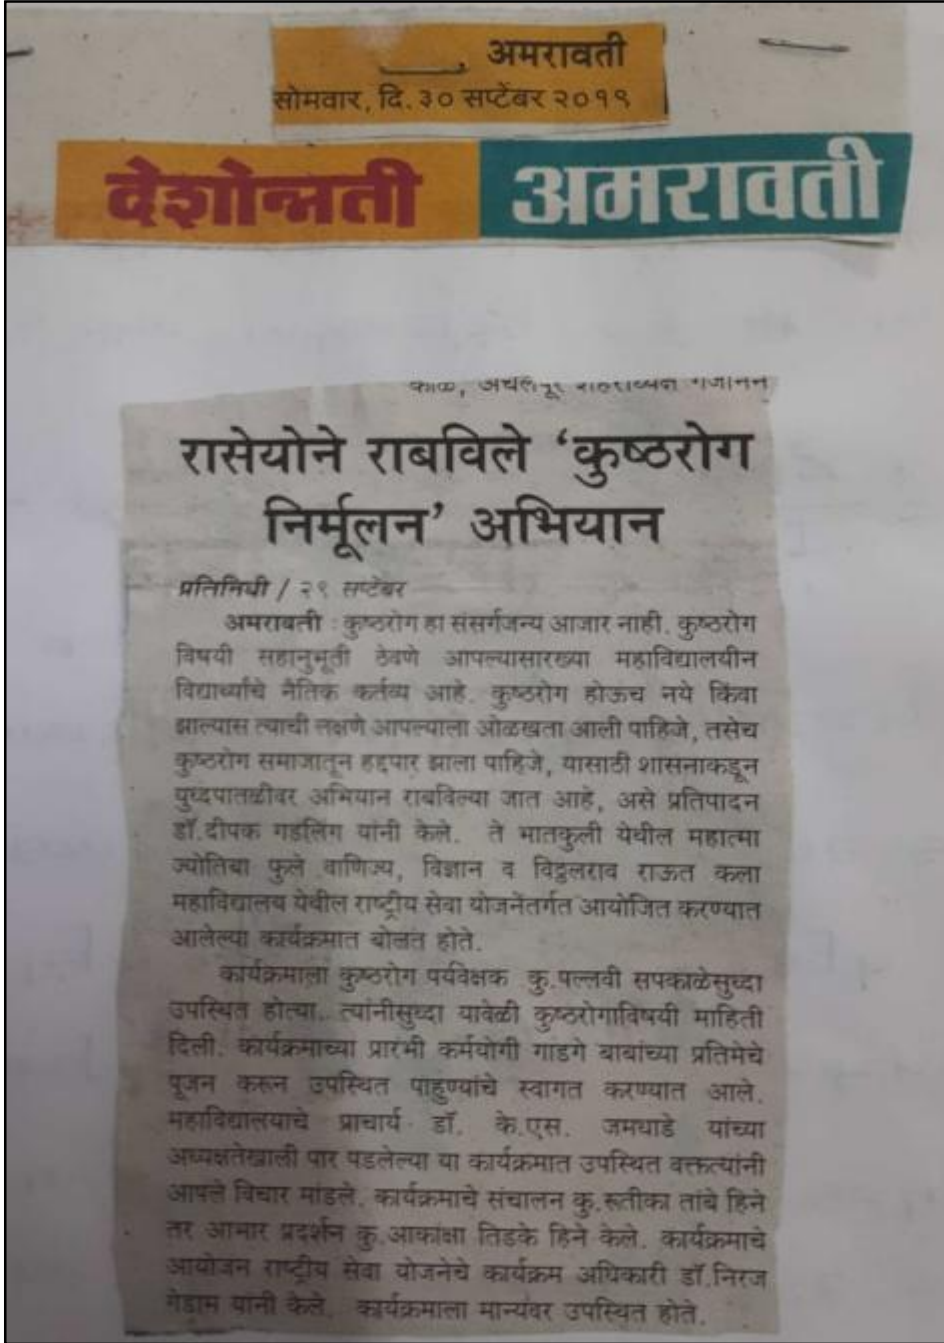 अमरावती
सोमवार, दि. ३० सप्टेंबर २०१९
देशोन्नती अमरावती
काळ, अचलपूर शहराध्यक्ष गजानन
रासेयोने राबविले ‘कुष्ठरोग
निर्मूलन’ अभियान
प्रतिनिधी / २९ सप्टेंबर
अमरावती : कुष्ठरोग हा संसर्गजन्य आजार नाही. कुष्ठरोग
विषयी सहानुभूती ठेवणे आपल्यासारख्या महाविद्यालयीन
विद्यार्थ्यांचे नैतिक कर्तव्य आहे. कुष्ठरोग होऊच नये किंवा
झाल्यास त्याची लक्षणे आपल्याला ओळखता आली पाहिजे, तसेच
कुष्ठरोग समाजातून हद्दपार झाला पाहिजे, यासाठी शासनाकडून
युध्दपातळीवर अभियान राबविल्या जात आहे, असे प्रतिपादन
डॉ.दीपक गडलिंग यांनी केले. ते भातकुली येथील महात्मा
ज्योतिबा फुले वाणिज्य, विज्ञान व विठ्ठलराव राऊत कला
महाविद्यालय येथील राष्ट्रीय सेवा योजनेंतर्गत आयोजित करण्यात
आलेल्या कार्यक्रमात बोलत होते.
कार्यक्रमाला कुष्ठरोग पर्यवेक्षक कु.पल्लवी सपकाळेसुध्दा
उपस्थित होत्या. त्यांनीसुध्दा यावेळी कुष्ठरोगाविषयी माहिती
दिली. कार्यक्रमाच्या प्रारंभी कर्मयोगी गाडगे बाबांच्या प्रतिमेचे
पूजन करून उपस्थित पाहुण्यांचे स्वागत करण्यात आले.
महाविद्यालयाचे प्राचार्य डॉ. के.एस. जमधाडे यांच्या
अध्यक्षतेखाली पार पडलेल्या या कार्यक्रमात उपस्थित वक्तत्यांनी
आपले विचार मांडले. कार्यक्रमाचे संचालन कु.रूतीका तांबे हिने
तर आभार प्रदर्शन कु.आकांक्षा तिडके हिने केले. कार्यक्रमाचे
आयोजन राष्ट्रीय सेवा योजनेचे कार्यक्रम अधिकारी डॉ.निरज
गेडाम यांनी केले. कार्यक्रमाला मान्यवर उपस्थित होते.